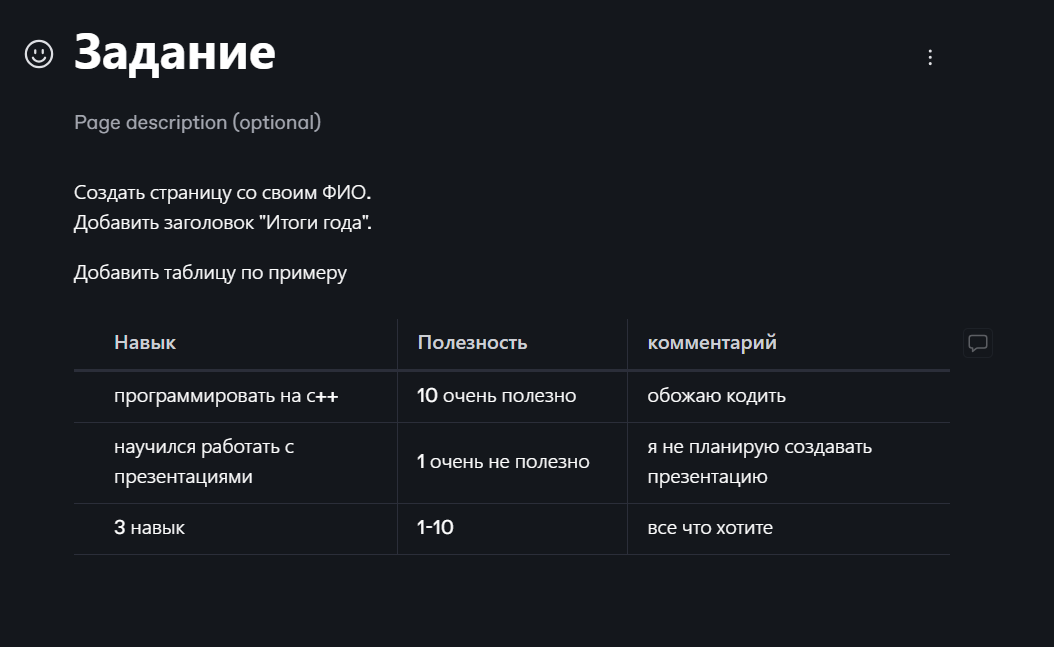 Задание
Page description (optional)
Создать страницу со своим ФИО.
Добавить заголовок "Итоги года".
Добавить таблицу по примеру
Навык Полезность комментарий
программировать на с++ 10 очень полезно обожаю кодить
научился работать с презентациями 1 очень не полезно я не планирую создавать презентацию
3 навык 1-10 все что хотите